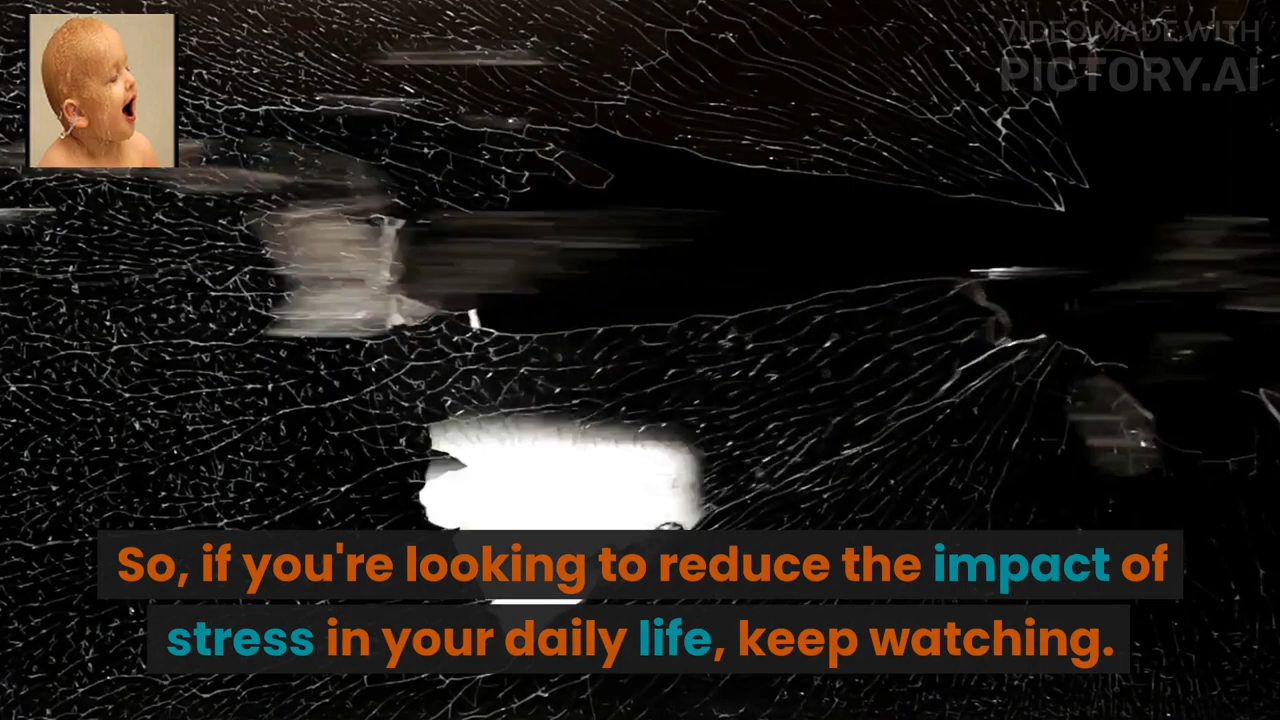 VIDEO MADE WITH
PICTORY.AI
So, if you're looking to reduce the impact of
stress in your daily life, keep watching.